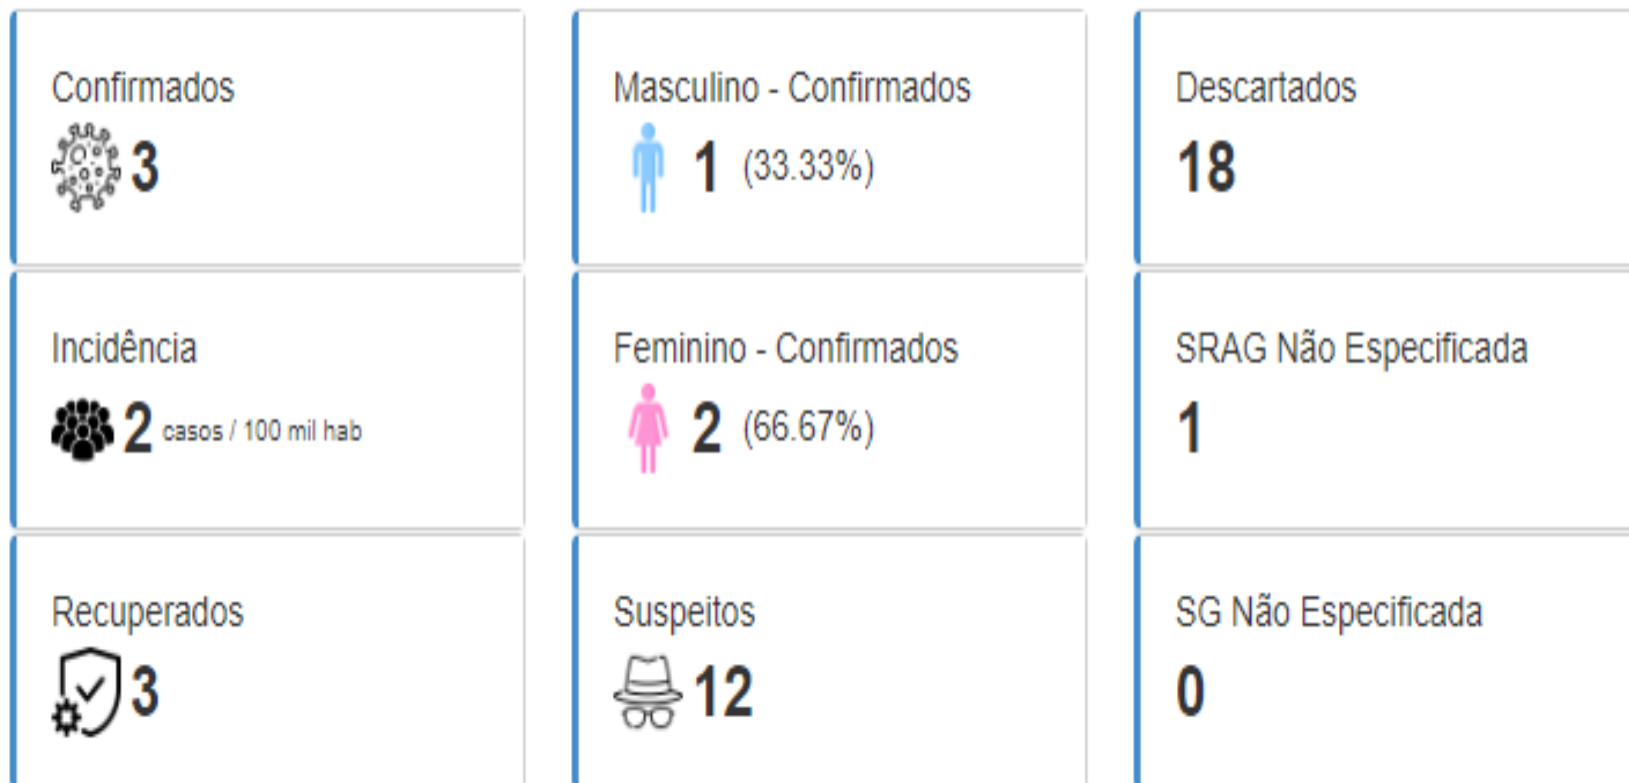 Confirmados
3
Masculino - Confirmados
1 (33.33%)
Descartados
18
Incidência
2 casos / 100 mil hab
Feminino - Confirmados
2 (66.67%)
SRAG Não Especificada
1
Recuperados
3
Suspeitos
12
SG Não Especificada
0